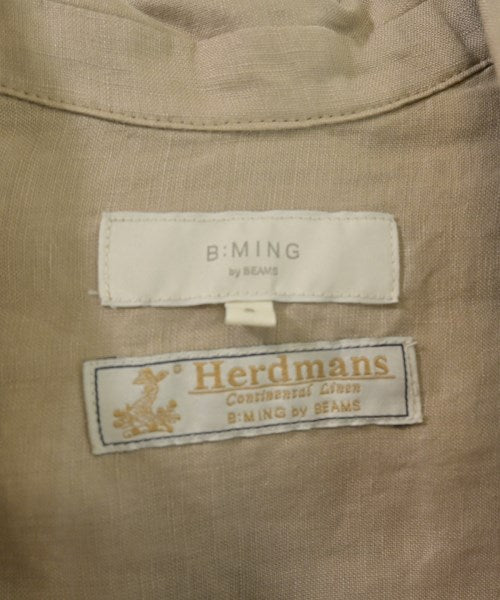 B:MING
by BEAMS
Herdmans
Continental Linen
B:MING by BEAMS